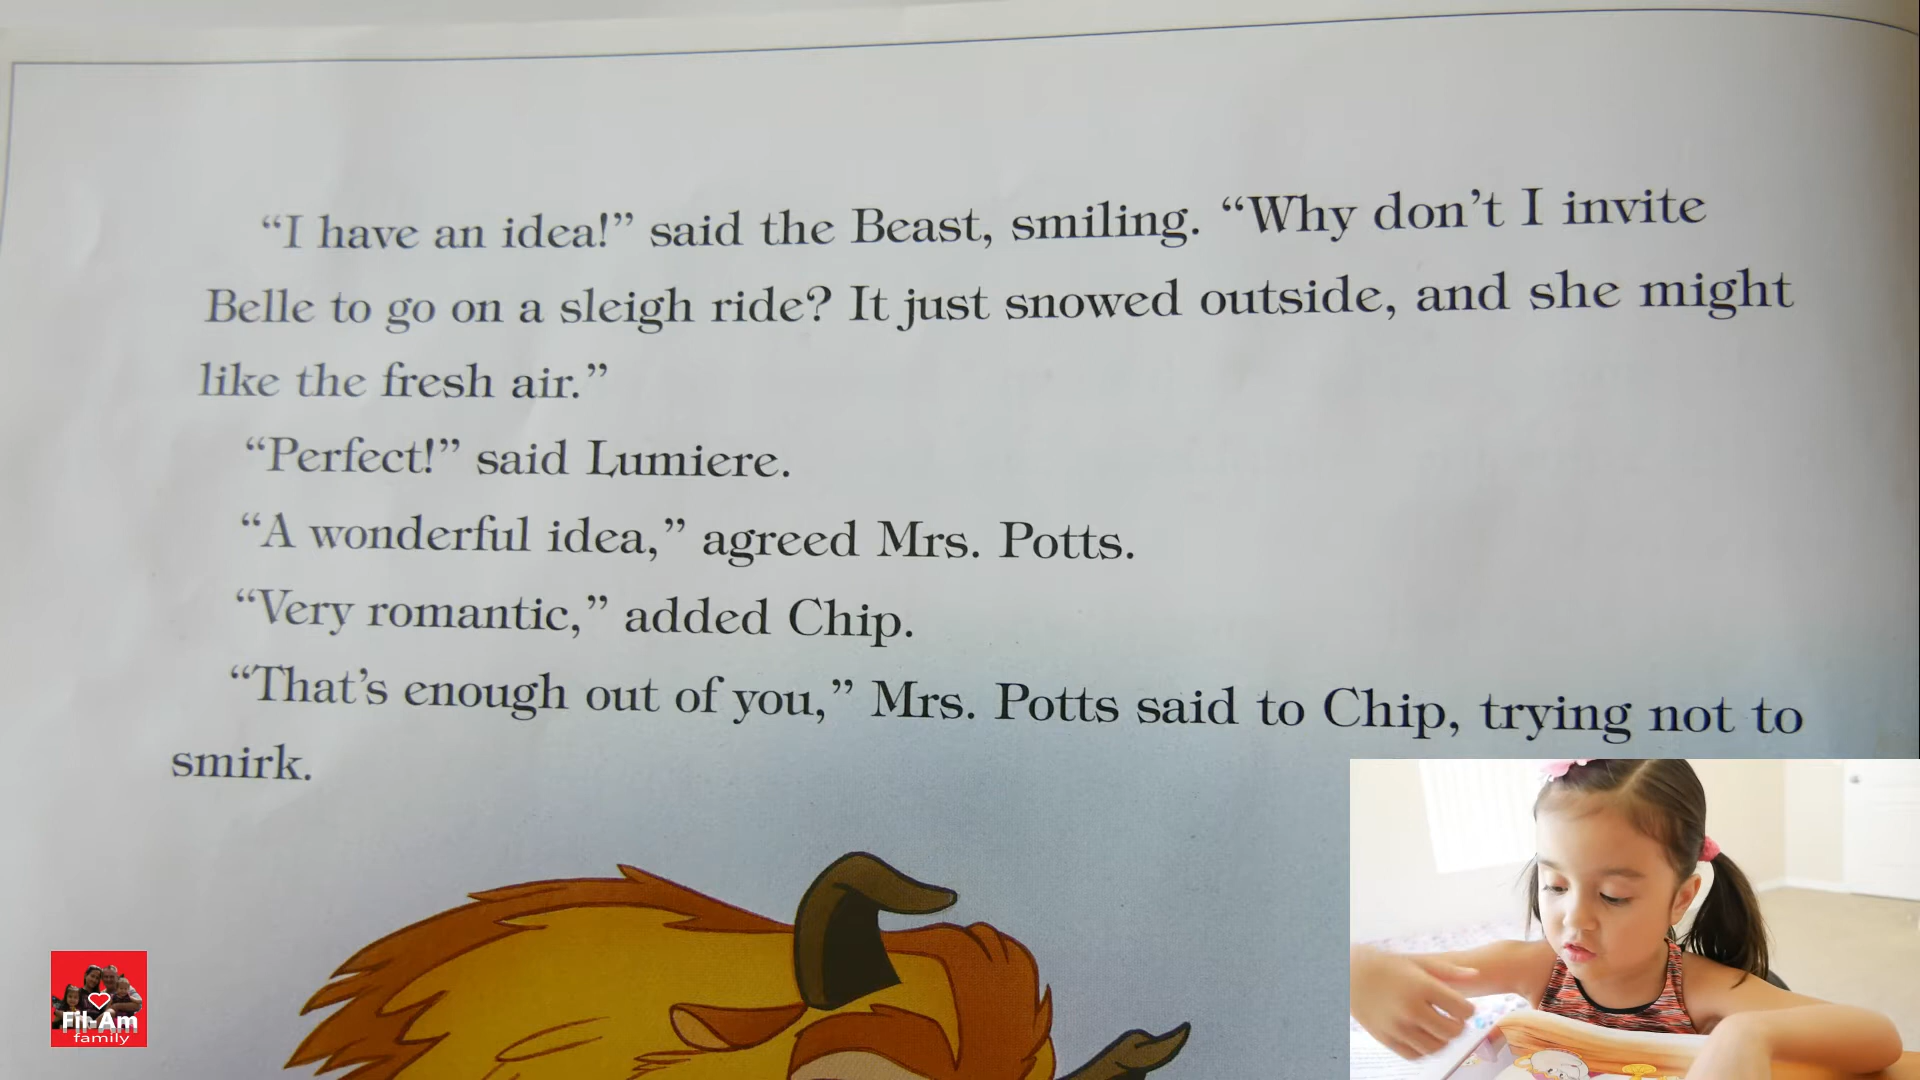 “I have an idea!” said the Beast, smiling. “Why don’t I invite
Belle to go on a sleigh ride? It just snowed outside, and she might
like the fresh air.”
“Perfect!” said Lumiere.
“A wonderful idea,” agreed Mrs. Potts.
“Very romantic,” added Chip.
“That’s enough out of you,” Mrs. Potts said to Chip, trying not to
smirk.
Fil-Am
family